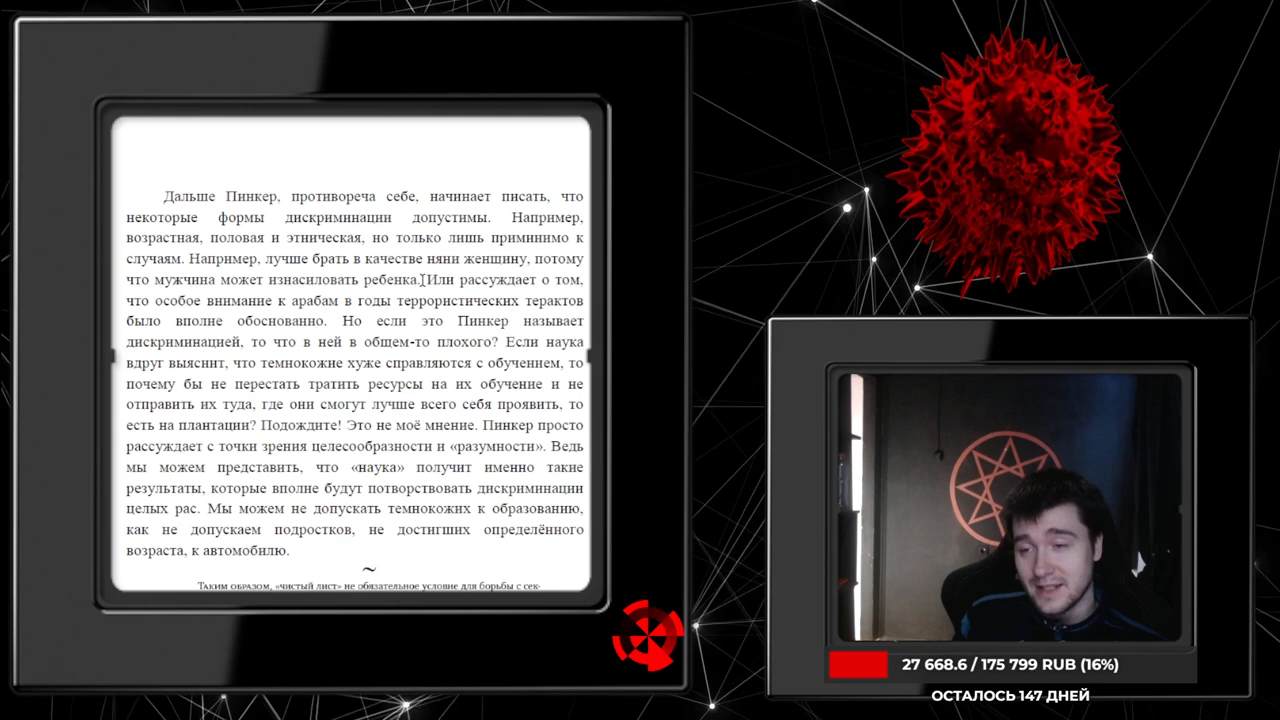 Дальше Пинкер, противореча себе, начинает писать, что
некоторые формы дискриминации допустимы. Например,
возрастная, половая и этническая, но только лишь приминимо к
случаям. Например, лучше брать в качестве няни женщину, потому
что мужчина может изнасиловать ребенка. Или рассуждает о том,
что особое внимание к арабам в годы террористических терактов
было вполне обоснованно. Но если это Пинкер называет
дискриминацией, то что в ней в общем-то плохого? Если наука
вдруг выяснит, что темнокожие хуже справляются с обучением, то
почему бы не перестать тратить ресурсы на их обучение и не
отправить их туда, где они смогут лучше всего себя проявить, то
есть на плантации? Подождите! Это не моё мнение. Пинкер просто
рассуждает с точки зрения целесообразности и «разумности». Ведь
мы можем представить, что «наука» получит именно такие
результаты, которые вполне будут потворствовать дискриминации
целых рас. Мы можем не допускать темнокожих к образованию,
как не допускаем подростков, не достигших определённого
возраста, к автомобилю.
~
Таким образом, «чистый лист» не обязательное условие для борьбы с сек-
27 668.6 / 175 799 RUB (16%)
ОСТАЛОСЬ 147 ДНЕЙ